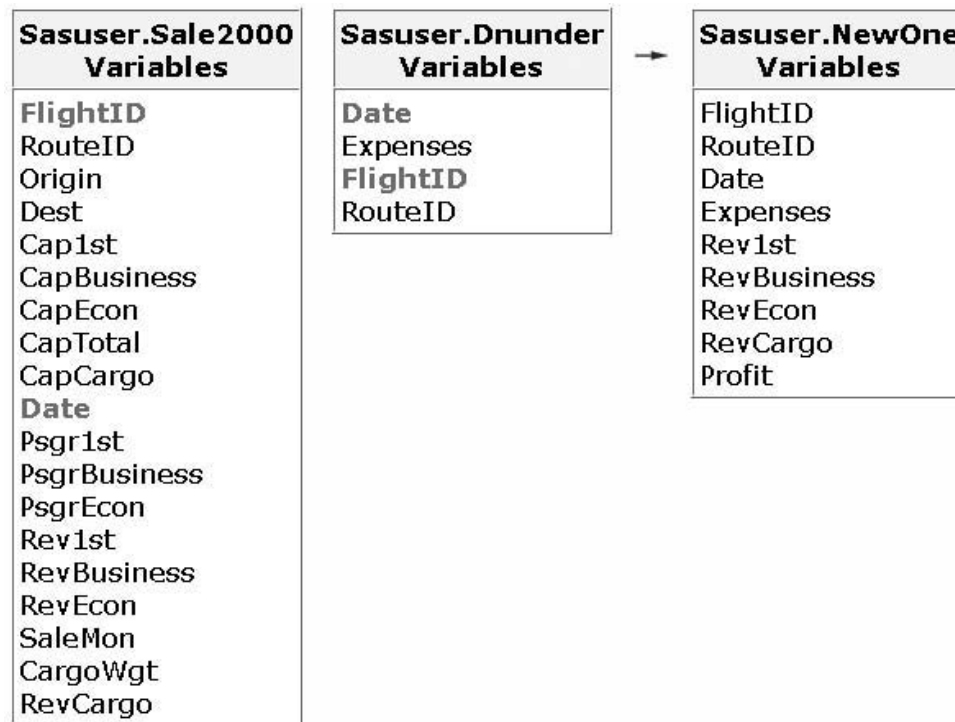 Sasuser.Sale2000
Variables
FlightID
RouteID
Origin
Dest
Cap1st
CapBusiness
CapEcon
CapTotal
CapCargo
Date
Psgr1st
PsgrBusiness
PsgrEcon
Rev1st
RevBusiness
RevEcon
SaleMon
CargoWgt
RevCargo
Sasuser.Dnunder
Variables
Date
Expenses
FlightID
RouteID
→
Sasuser.NewOne
Variables
FlightID
RouteID
Date
Expenses
Rev1st
RevBusiness
RevEcon
RevCargo
Profit